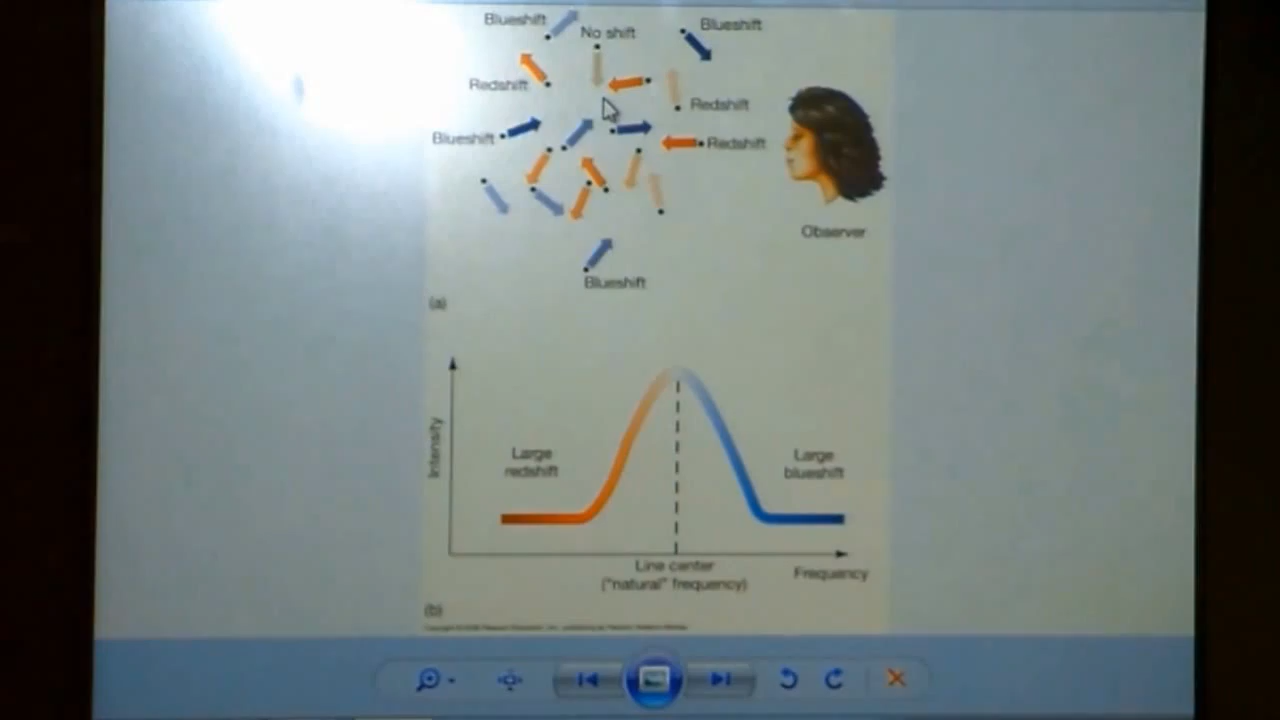 Blueshift
No shift
Blueshift
Redshift
Redshift
Blueshift
Redshift
Observer
Blueshift
(a)
Intensity
Large
redshift
Large
blueshift
Line center
("natural" frequency)
Frequency
(b)